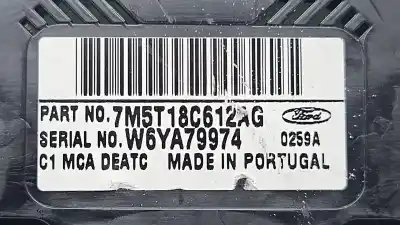 PART NO. 7M5T18C612AG Ford
SERIAL NO. W6YA79974 0259A
C1 MCA DEATC MADE IN PORTUGAL